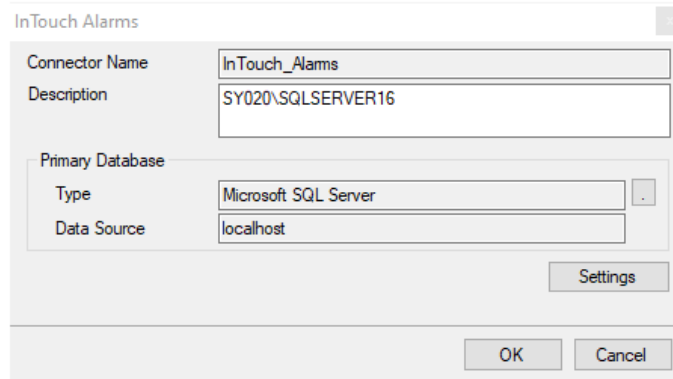 InTouch Alarms
Connector Name InTouch_Alarms
Description SY020\SQLSERVER16
Primary Database
Type Microsoft SQL Server .
Data Source localhost
Settings
OK Cancel